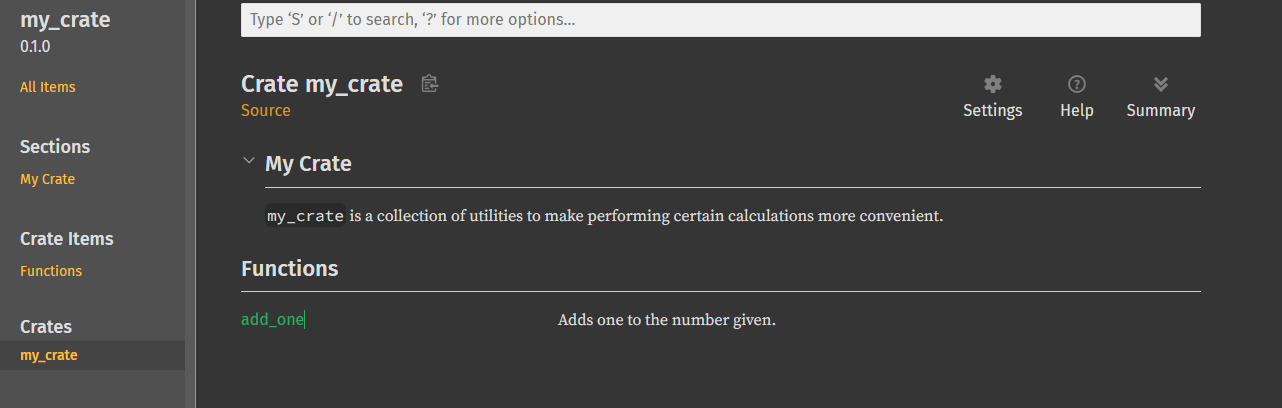 my_crate
0.1.0
All Items
Sections
My Crate
Crate Items
Functions
Crates
my_crate
Type ‘S’ or ‘/’ to search, ‘?’ for more options…
Crate my_crate
Source
Settings
Help
Summary
My Crate
my_crate is a collection of utilities to make performing certain calculations more convenient.
Functions
add_one Adds one to the number given.